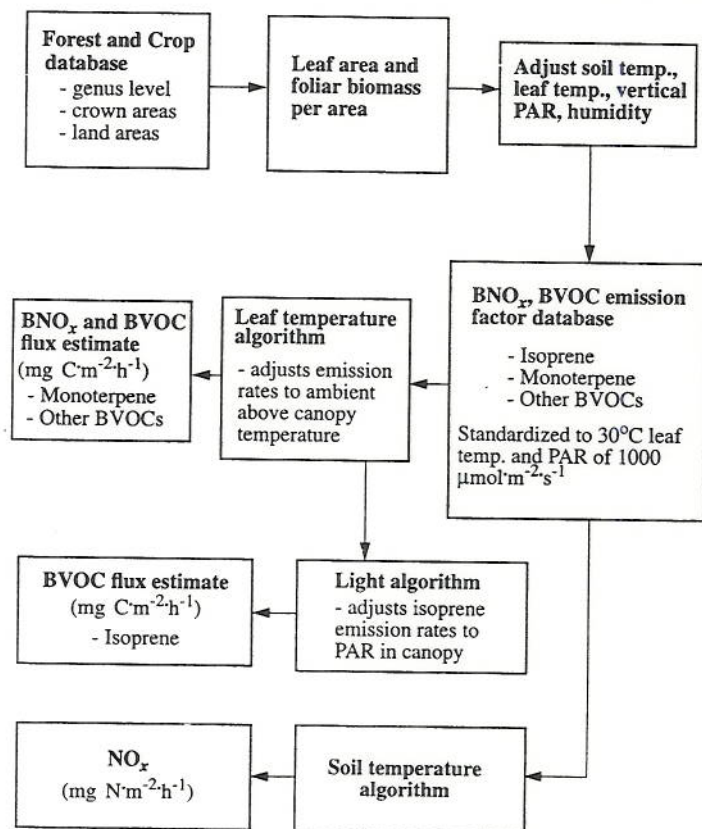 Forest and Crop
database
- genus level
- crown areas
- land areas
Leaf area and
foliar biomass
per area
Adjust soil temp.,
leaf temp., vertical
PAR, humidity
BNOₓ, BVOC emission
factor database
- Isoprene
- Monoterpene
- Other BVOCs
Standardized to 30°C leaf
temp. and PAR of 1000
μmol·m⁻²·s⁻¹
Leaf temperature
algorithm
- adjusts emission
rates to ambient
above canopy
temperature
BNOₓ and BVOC
flux estimate
(mg C·m⁻²·h⁻¹)
- Monoterpene
- Other BVOCs
Light algorithm
- adjusts isoprene
emission rates to
PAR in canopy
BVOC flux estimate
(mg C·m⁻²·h⁻¹)
- Isoprene
Soil temperature
algorithm
NOₓ
(mg N·m⁻²·h⁻¹)